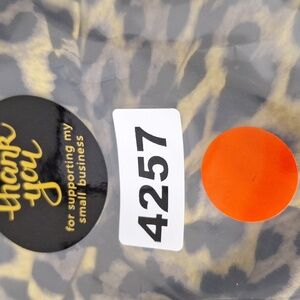 thank
you
for supporting my
small business
4257